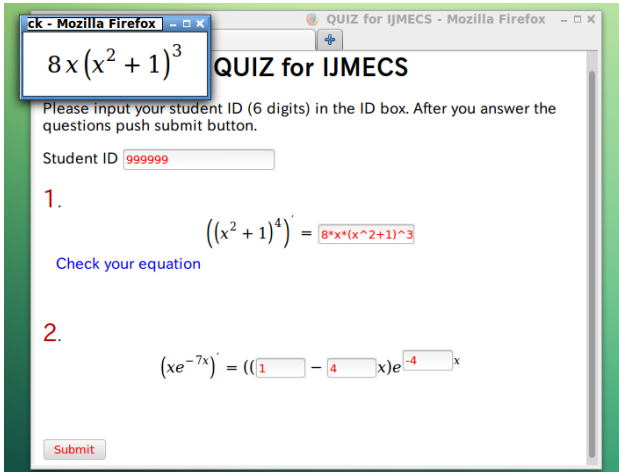 ck - Mozilla Firefox
QUIZ for IJMECS - Mozilla Firefox
8x(x² + 1)³
QUIZ for IJMECS
Please input your student ID (6 digits) in the ID box. After you answer the
questions push submit button.
Student ID 999999
1.
((x² + 1)⁴)′ = 8*x*(x^2+1)^3
Check your equation
2.
(xe⁻⁷ˣ)′ = ((1 − 4x)e^-4 x
Submit